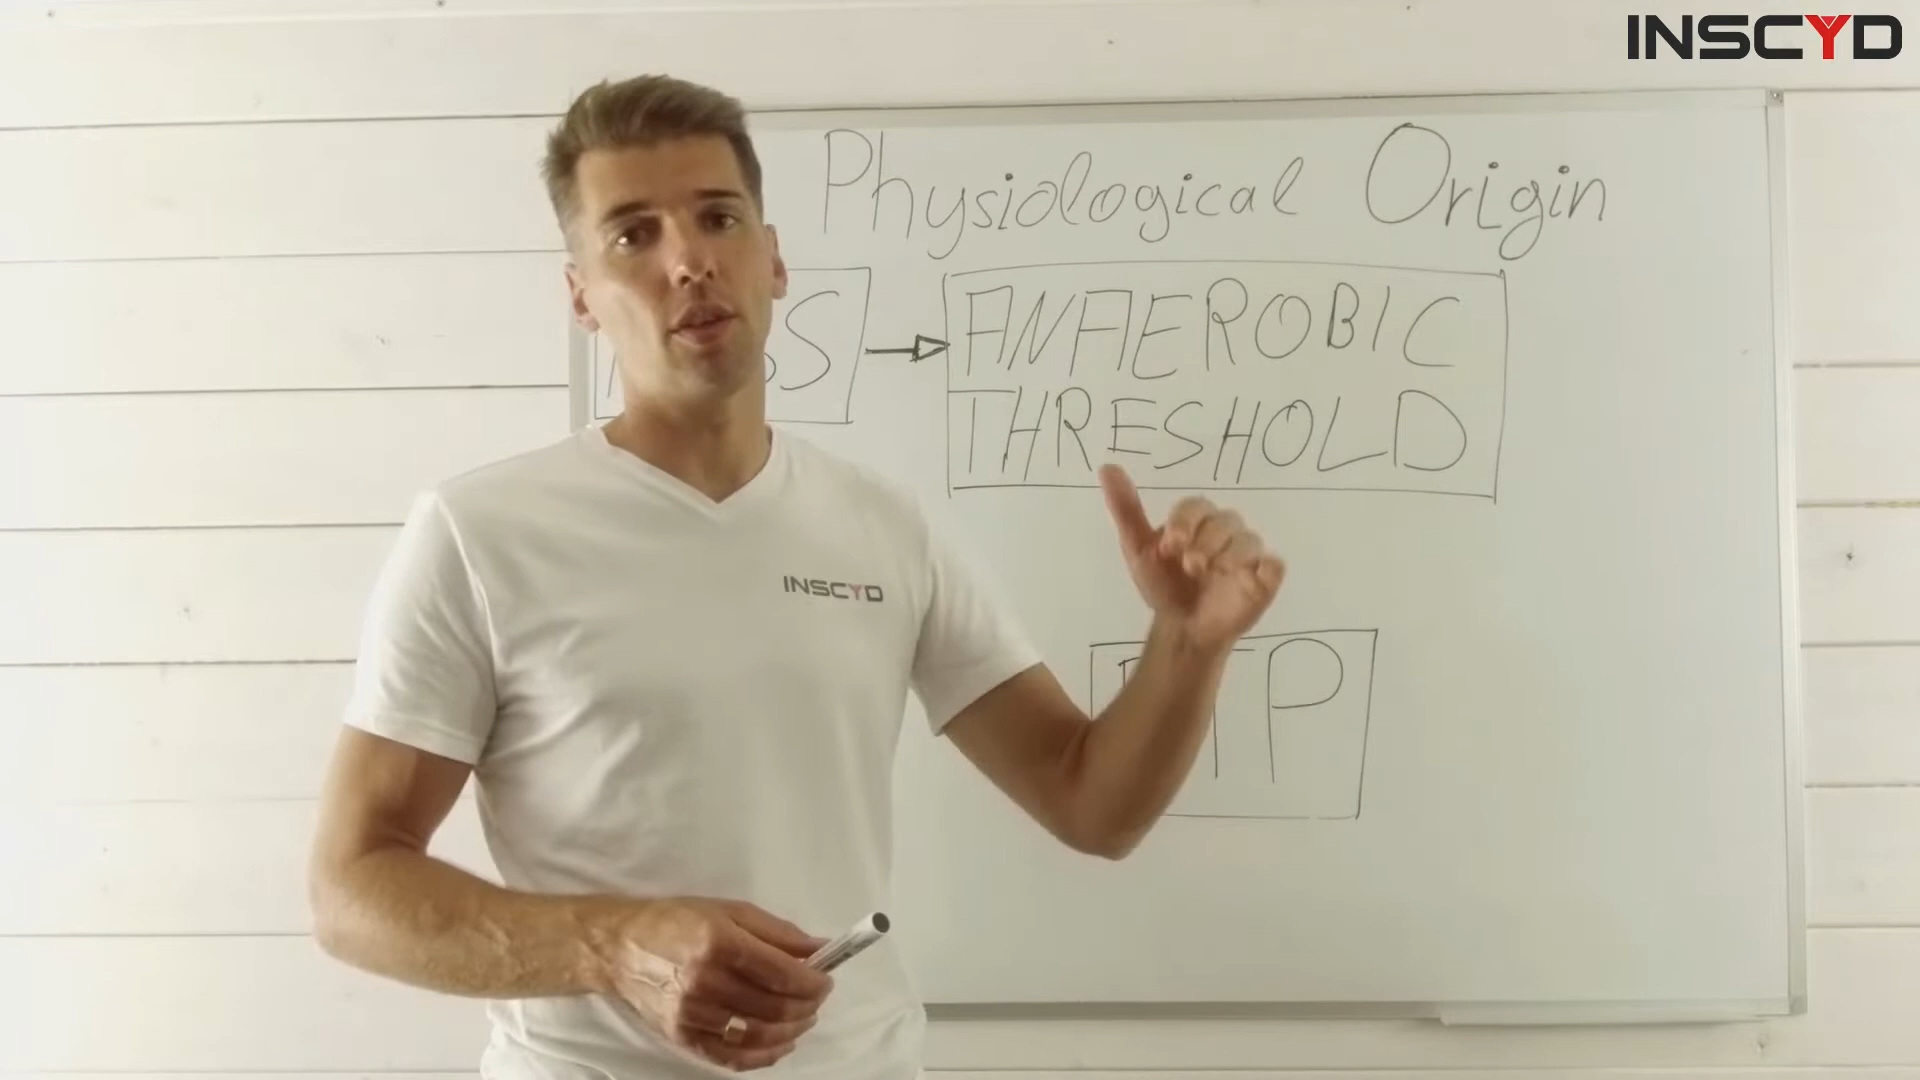 INSCYD
Physiological Origin
ANAEROBIC
THRESHOLD
INSCYD